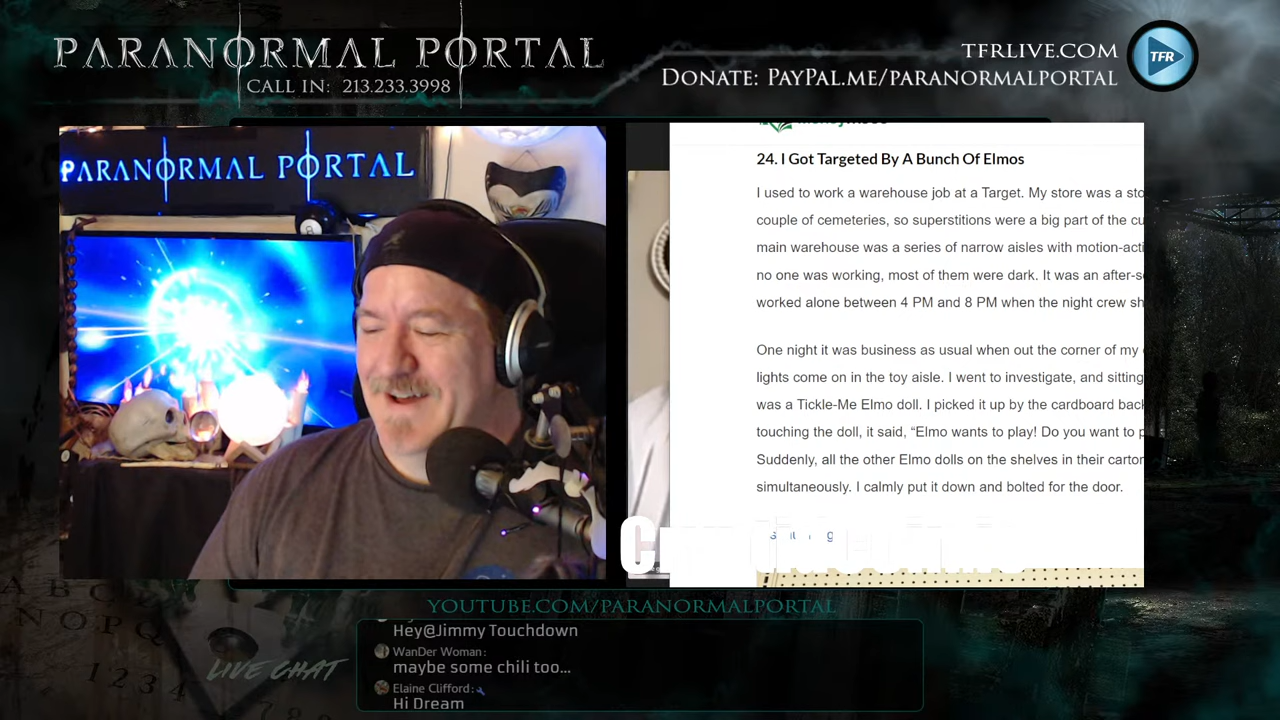 PARANORMAL PORTAL
CALL IN: 213.233.3998
TFRLIVE.COM
DONATE: PAYPAL.ME/PARANORMALPORTAL
TFR
PARANORMAL PORTAL
24. I Got Targeted By A Bunch Of Elmos
I used to work a warehouse job at a Target. My store was a sto
couple of cemeteries, so superstitions were a big part of the cu
main warehouse was a series of narrow aisles with motion-acti
no one was working, most of them were dark. It was an after-s
worked alone between 4 PM and 8 PM when the night crew sh
One night it was business as usual when out the corner of my
lights come on in the toy aisle. I went to investigate, and sitting
was a Tickle-Me Elmo doll. I picked it up by the cardboard back
touching the doll, it said, “Elmo wants to play! Do you want to p
Suddenly, all the other Elmo dolls on the shelves in their carton
simultaneously. I calmly put it down and bolted for the door.
YOUTUBE.COM/PARANORMALPORTAL
LIVE CHAT
Hey@Jimmy Touchdown
WanDer Woman:
maybe some chili too...
Elaine Clifford:
Hi Dream